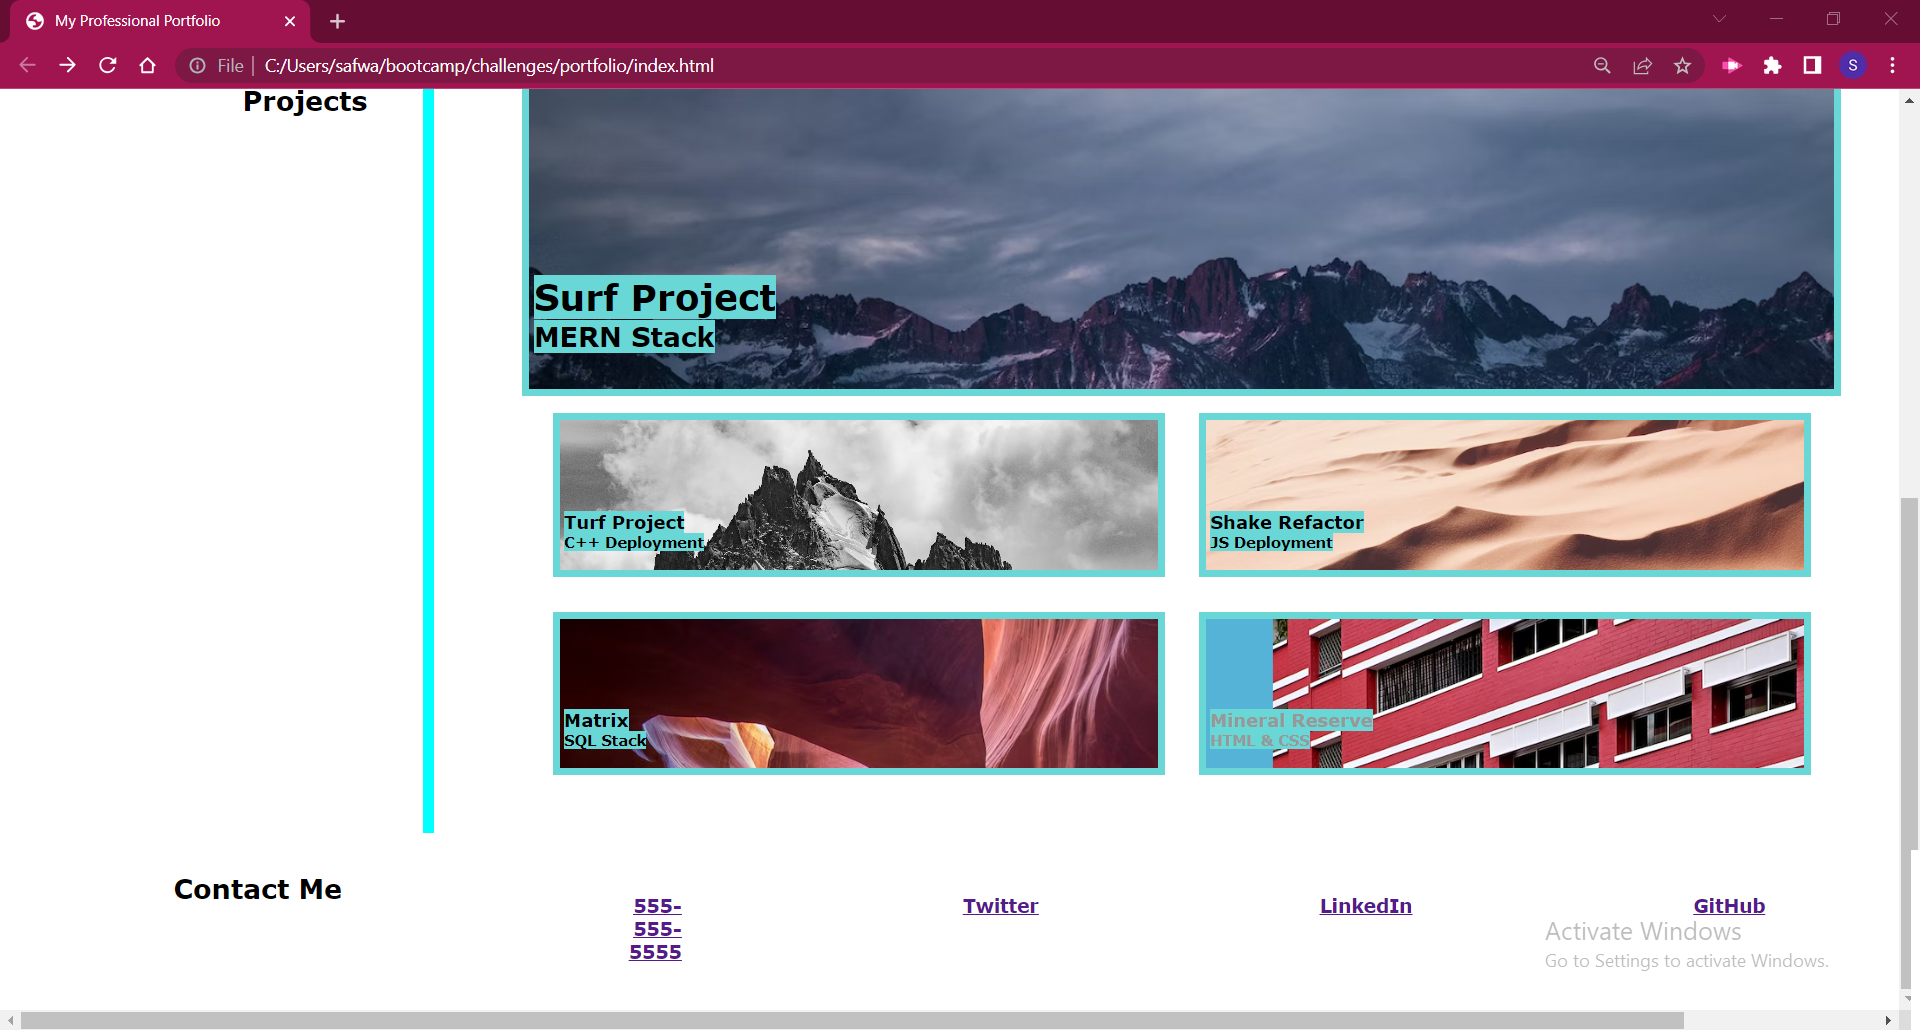 My Professional Portfolio
File
C:/Users/safwa/bootcamp/challenges/portfolio/index.html
S
Projects
Surf Project
MERN Stack
Turf Project
C++ Deployment
Shake Refactor
JS Deployment
Matrix
SQL Stack
Mineral Reserve
HTML & CSS
Contact Me
555-
555-
5555
Twitter
LinkedIn
GitHub
Activate Windows
Go to Settings to activate Windows.